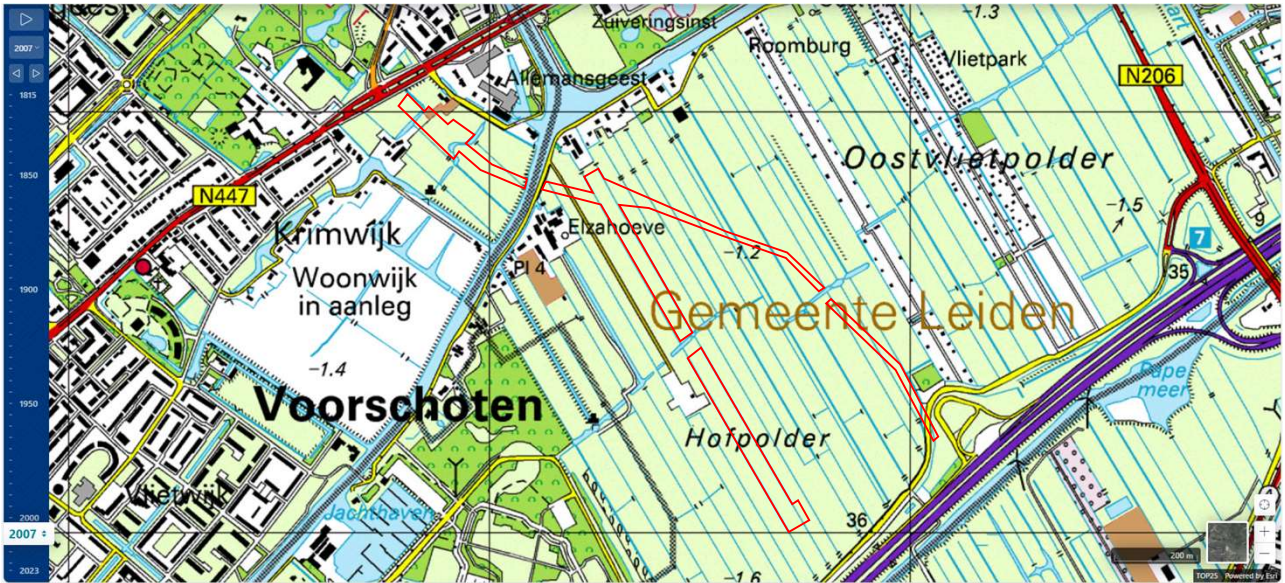 2007
1815
1850
1900
1950
2000
2007
2023
Zuiveringsinst
-1.3
Roomburg
Vlietpark
N206
Allemansgeest
Oostvlietpolder
-1.5
N447
9
7
35
Krimwijk
Elzahoeve
-1.2
Woonwijk
in aanleg
Pl 4
Gemeente Leiden
-1.4
Pape
meer
Voorschoten
Hofpolder
Vlietwijk
Jachthaven
36
-1.6
200 m
TOP25 Powered by Esri